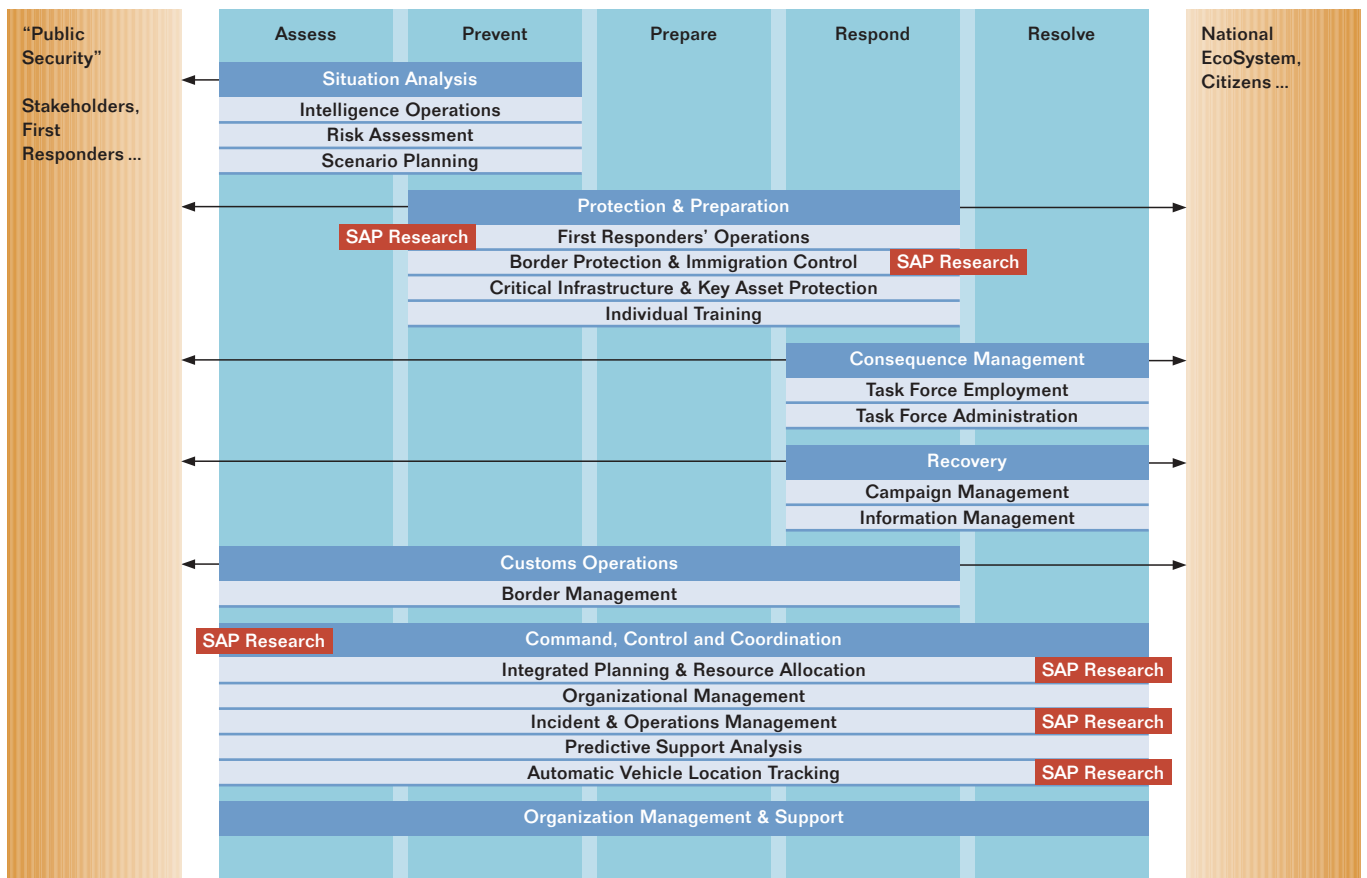 “Public
Security”
Stakeholders,
First
Responders ...
Assess
Prevent
Prepare
Respond
Resolve
National
EcoSystem,
Citizens ...
Situation Analysis
Intelligence Operations
Risk Assessment
Scenario Planning
Protection & Preparation
SAP Research
First Responders’ Operations
Border Protection & Immigration Control
SAP Research
Critical Infrastructure & Key Asset Protection
Individual Training
Consequence Management
Task Force Employment
Task Force Administration
Recovery
Campaign Management
Information Management
Customs Operations
Border Management
SAP Research
Command, Control and Coordination
Integrated Planning & Resource Allocation
SAP Research
Organizational Management
Incident & Operations Management
SAP Research
Predictive Support Analysis
Automatic Vehicle Location Tracking
SAP Research
Organization Management & Support